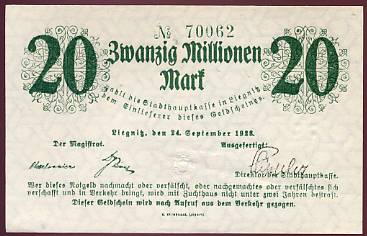 № 70062
20 Zwanzig Millionen 20
Mark
zahlt die Stadthauptkasse in Liegnitz
dem Einlieferer dieses Geldscheines.
Liegnitz, den 24. September 1923.
Der Magistrat. Ausgefertigt:
Direktor der Stadthauptkasse.
Wer dieses Notgeld nachmacht oder verfälscht, oder nachgemachtes oder verfälschtes sich
verschafft und in Verkehr bringt, wird mit Zuchthaus nicht unter zwei Jahren bestraft.
Dieser Geldschein wird nach Aufruf aus dem Verkehr gezogen.